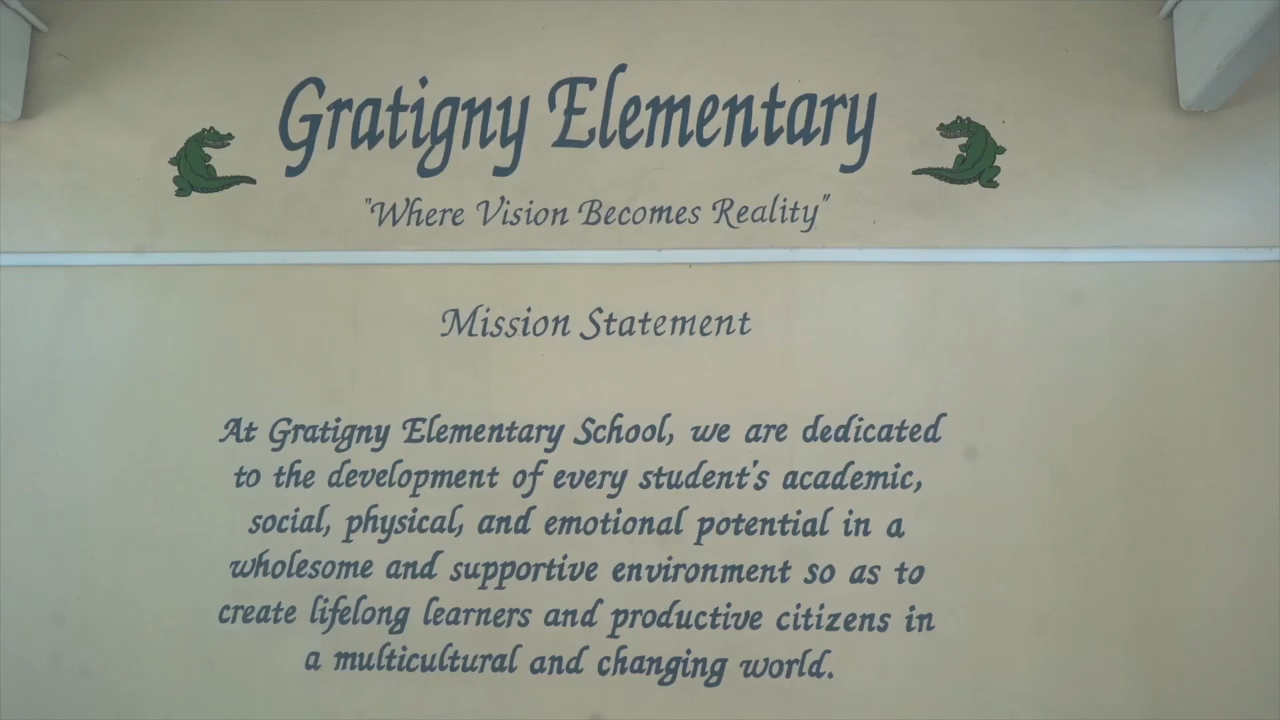 Gratigny Elementary
"Where Vision Becomes Reality"
Mission Statement
At Gratigny Elementary School, we are dedicated
to the development of every student's academic,
social, physical, and emotional potential in a
wholesome and supportive environment so as to
create lifelong learners and productive citizens in
a multicultural and changing world.